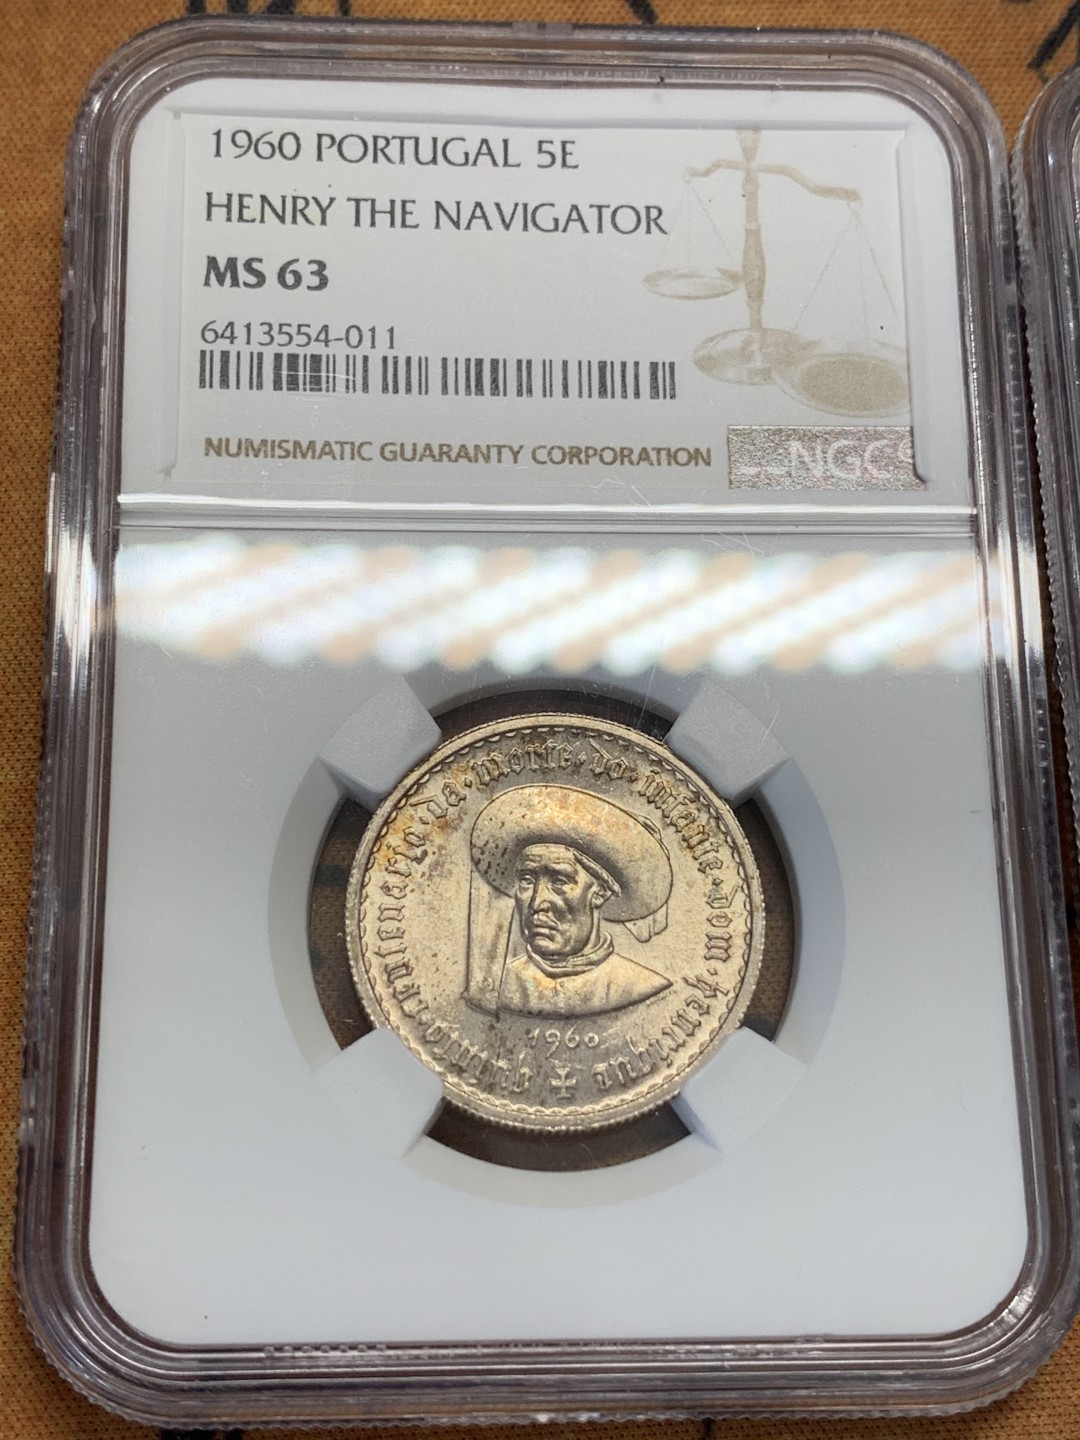 1960 PORTUGAL 5E
HENRY THE NAVIGATOR
MS 63
6413554-011
NUMISMATIC GUARANTY CORPORATION
NGC
quinto · centenario · da · morte · do · infante · dom · henrique
1960